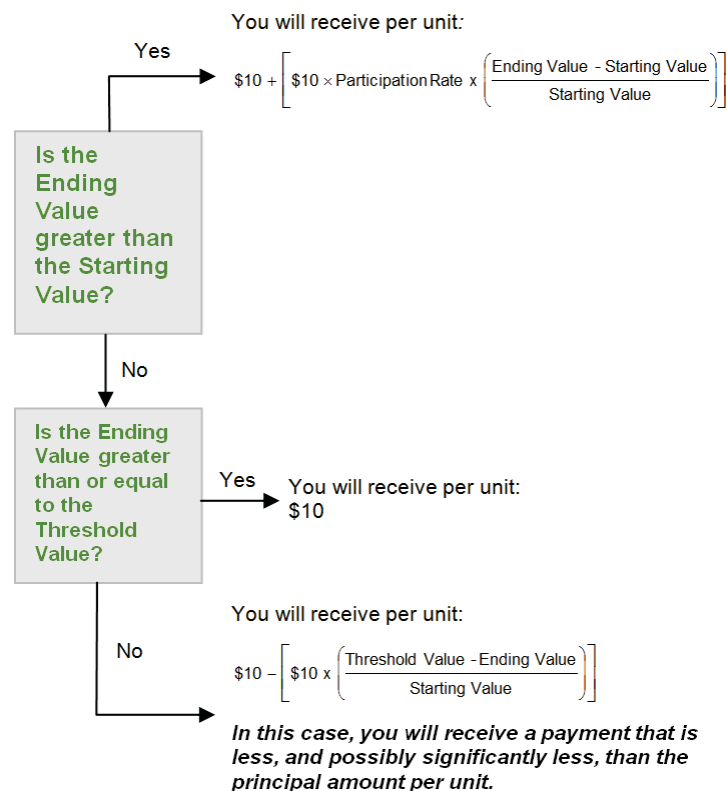 You will receive per unit:
Yes
$10 + [ $10 × Participation Rate x ( Ending Value - Starting Value
Starting Value ) ]
Is the
Ending
Value
greater than
the Starting
Value?
No
Is the Ending
Value greater
than or equal
to the
Threshold
Value?
Yes
You will receive per unit:
$10
No
You will receive per unit:
$10 – [ $10 x ( Threshold Value - Ending Value
Starting Value ) ]
In this case, you will receive a payment that is
less, and possibly significantly less, than the
principal amount per unit.